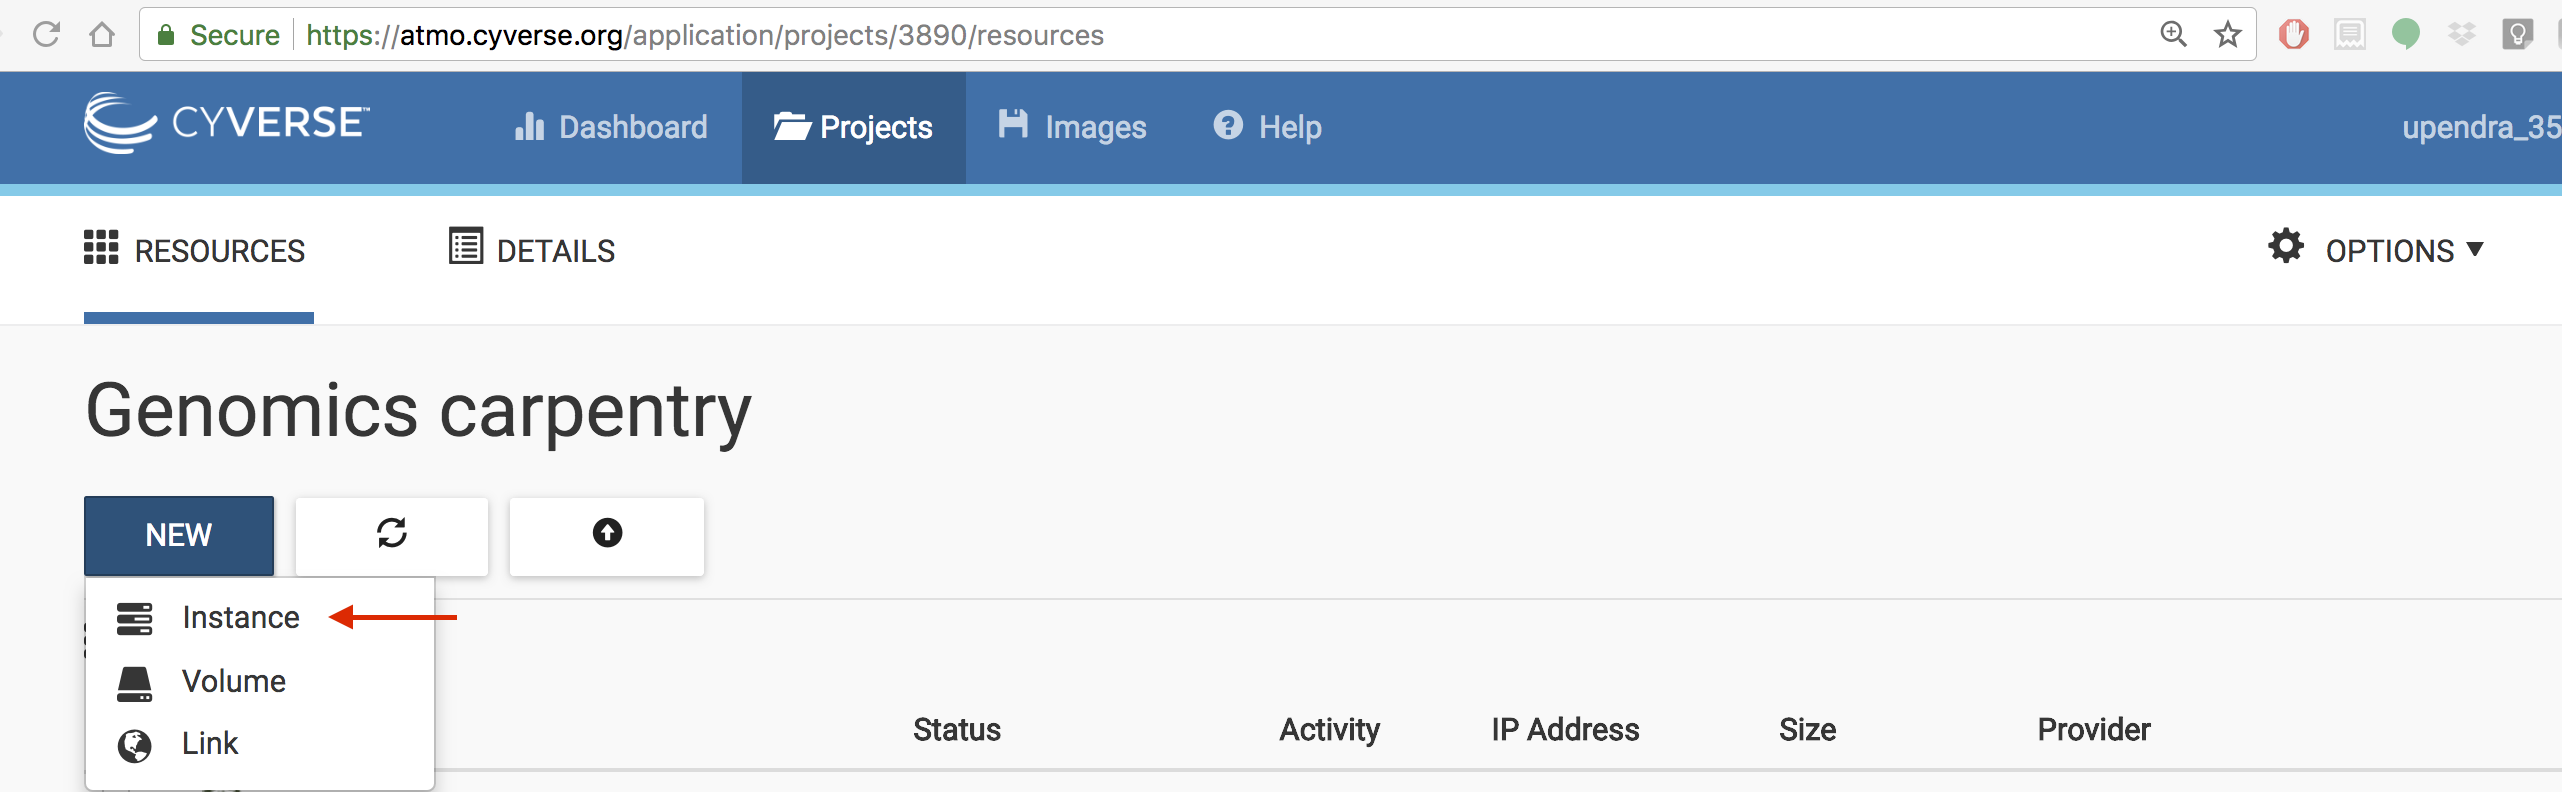 Secure https://atmo.cyverse.org/application/projects/3890/resources
CYVERSE™ Dashboard Projects Images Help upendra_35
RESOURCES DETAILS OPTIONS
Genomics carpentry
NEW
Instance
Volume
Link
Status Activity IP Address Size Provider